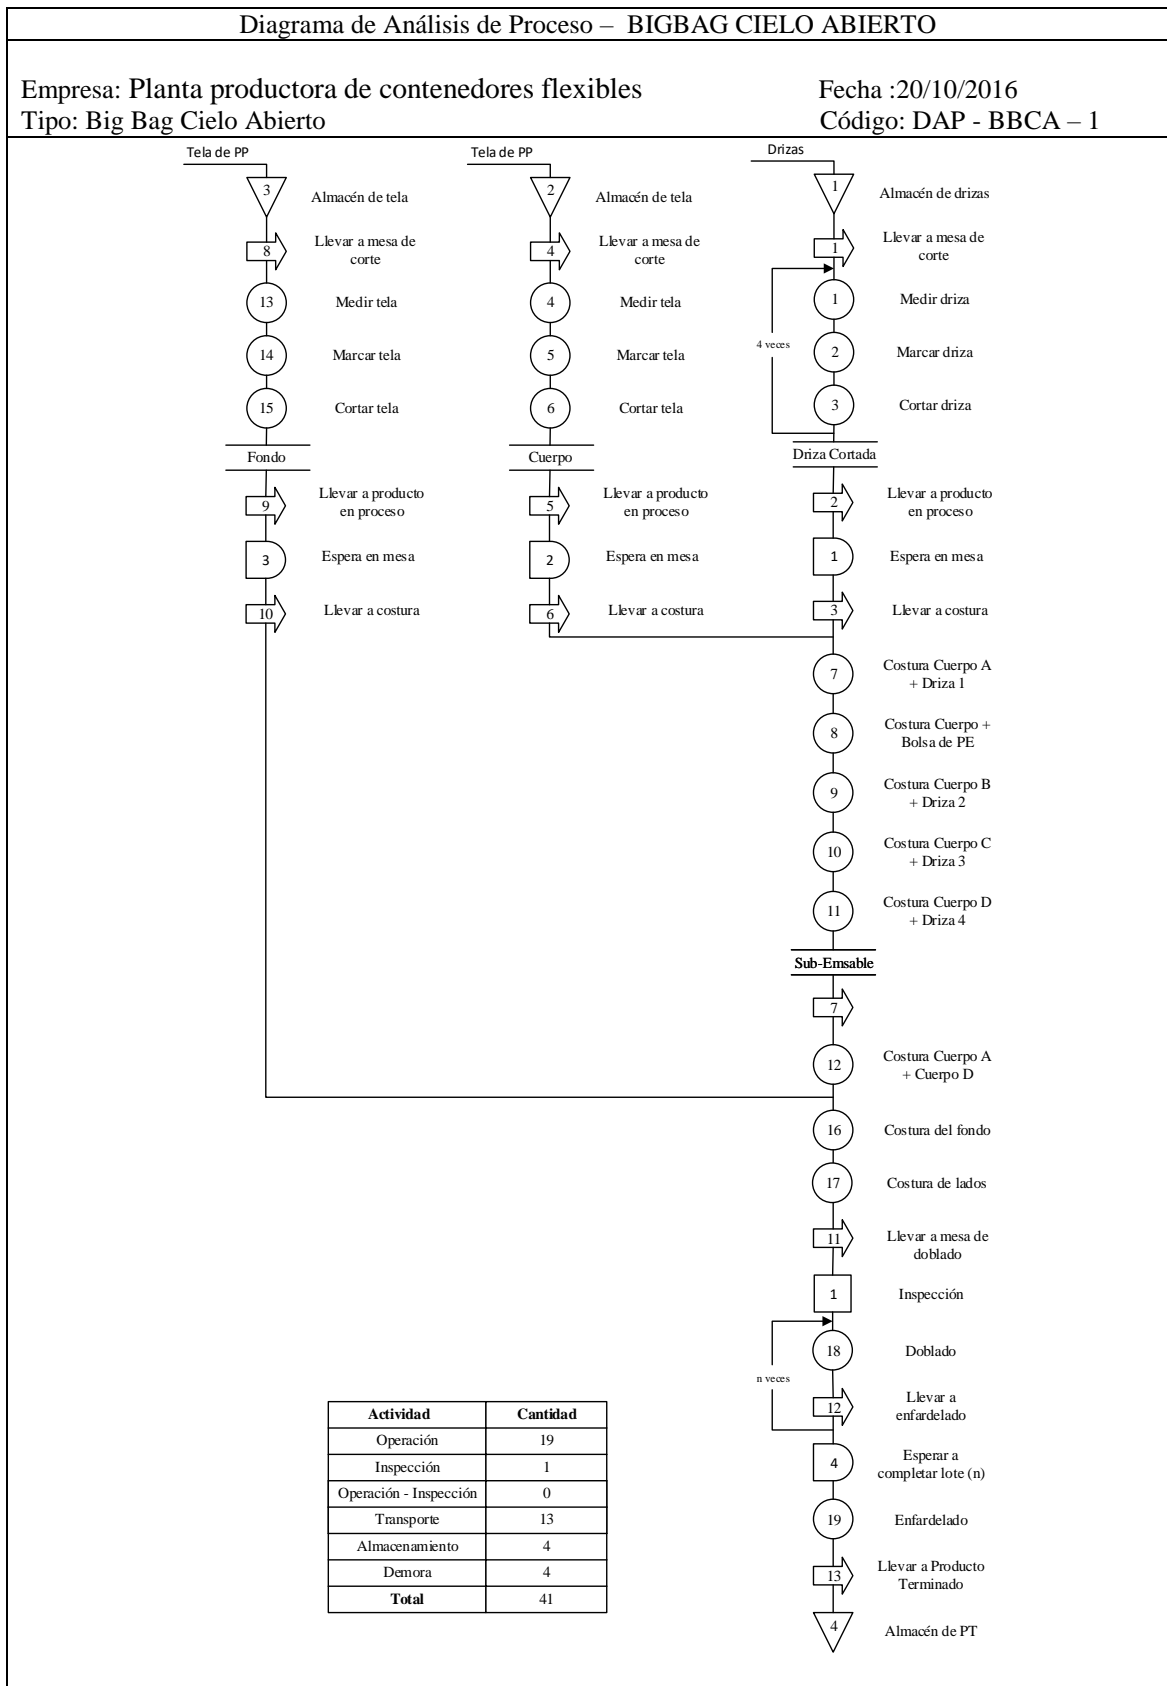 Diagrama de Análisis de Proceso – BIGBAG CIELO ABIERTO
Empresa: Planta productora de contenedores flexibles
Fecha :20/10/2016
Tipo: Big Bag Cielo Abierto
Código: DAP - BBCA – 1
Tela de PP
3
Almacén de tela
8
Llevar a mesa de
corte
13
Medir tela
14
Marcar tela
15
Cortar tela
Fondo
9
Llevar a producto
en proceso
3
Espera en mesa
10
Llevar a costura
Tela de PP
2
Almacén de tela
4
Llevar a mesa de
corte
4
Medir tela
5
Marcar tela
6
Cortar tela
Cuerpo
5
Llevar a producto
en proceso
2
Espera en mesa
6
Llevar a costura
Drizas
1
Almacén de drizas
1
Llevar a mesa de
corte
1
Medir driza
4 veces
2
Marcar driza
3
Cortar driza
Driza Cortada
2
Llevar a producto
en proceso
1
Espera en mesa
3
Llevar a costura
7
Costura Cuerpo A
+ Driza 1
8
Costura Cuerpo +
Bolsa de PE
9
Costura Cuerpo B
+ Driza 2
10
Costura Cuerpo C
+ Driza 3
11
Costura Cuerpo D
+ Driza 4
Sub-Emsable
7
12
Costura Cuerpo A
+ Cuerpo D
16
Costura del fondo
17
Costura de lados
11
Llevar a mesa de
doblado
1
Inspección
18
Doblado
n veces
12
Llevar a
enfardelado
4
Esperar a
completar lote (n)
19
Enfardelado
13
Llevar a Producto
Terminado
4
Almacén de PT
Actividad Cantidad
Operación 19
Inspección 1
Operación - Inspección 0
Transporte 13
Almacenamiento 4
Demora 4
Total 41